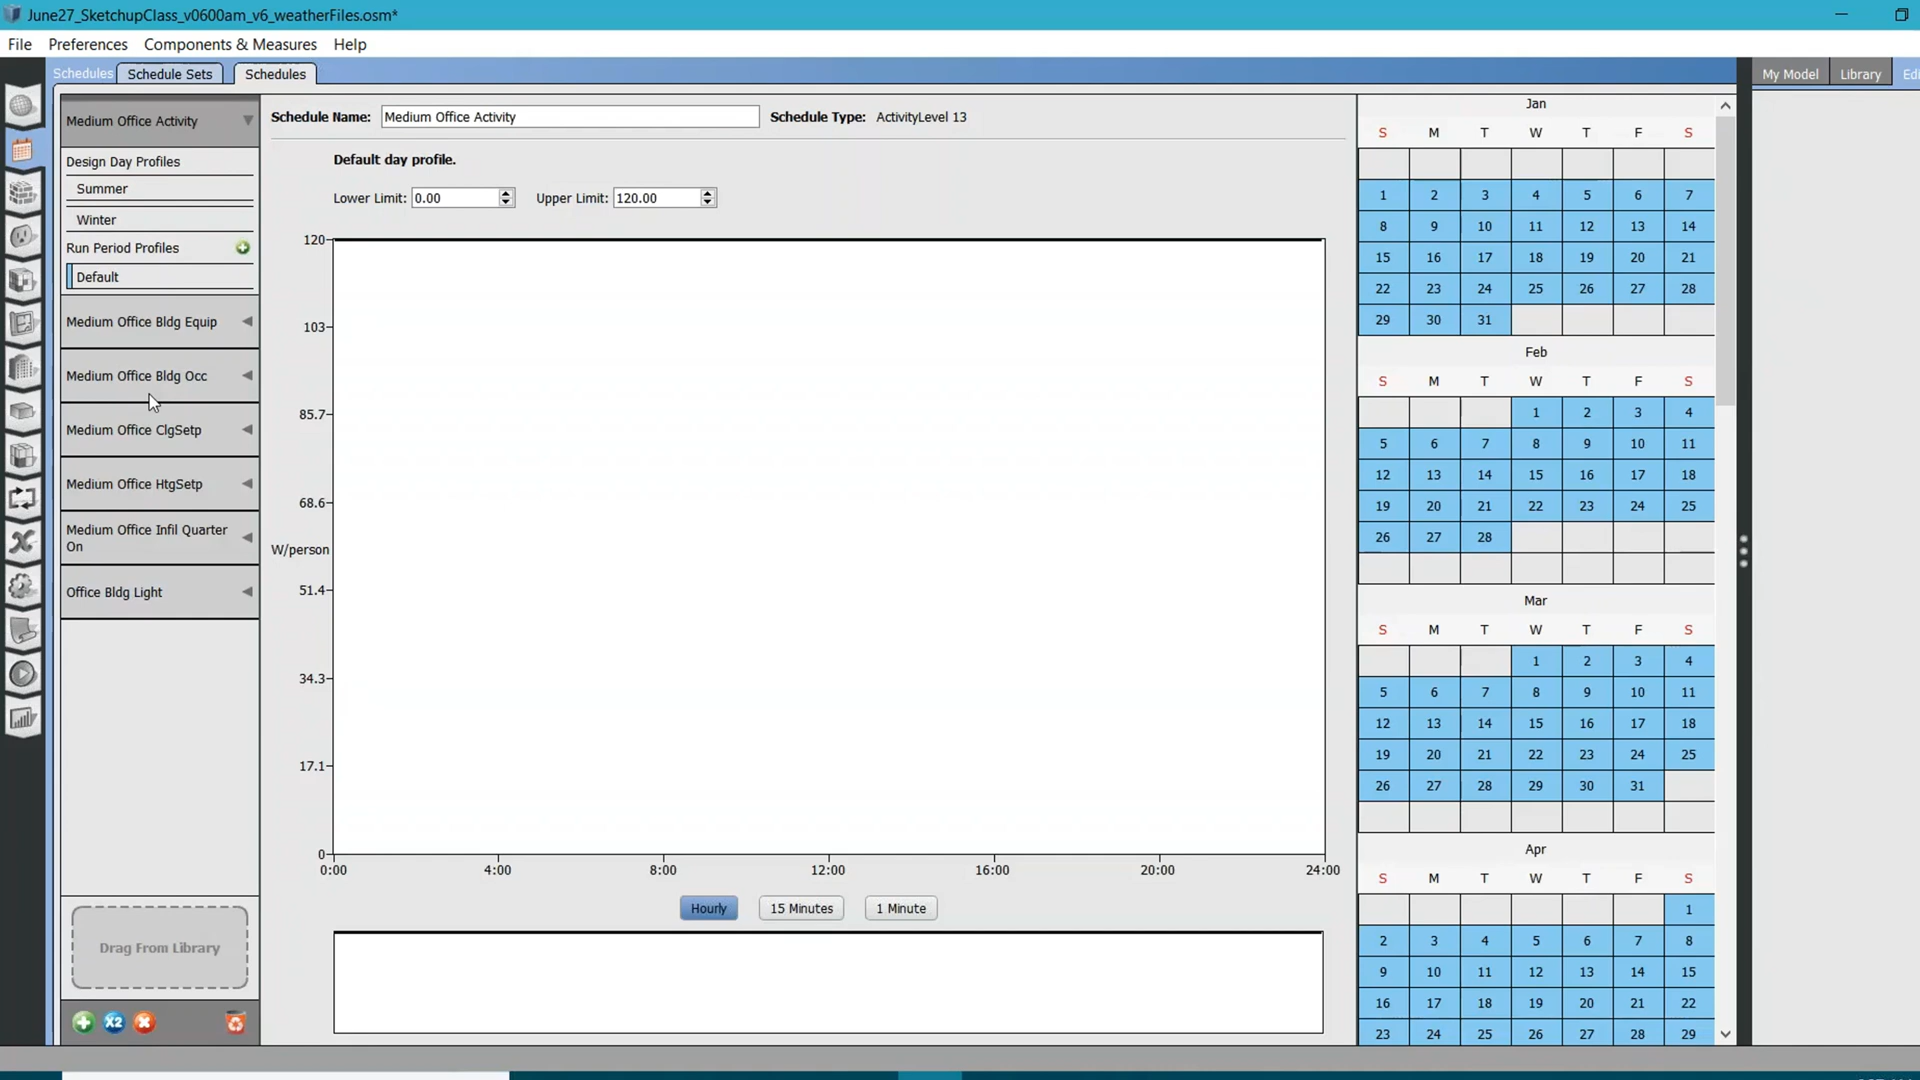 June27_SketchupClass_v0600am_v6_weatherFiles.osm*
File Preferences Components & Measures Help
Schedules Schedule Sets Schedules My Model Library Edi
Medium Office Activity
Design Day Profiles
Summer
Winter
Run Period Profiles
Default
Medium Office Bldg Equip
Medium Office Bldg Occ
Medium Office ClgSetp
Medium Office HtgSetp
Medium Office Infil Quarter
On
Office Bldg Light
Drag From Library
X2
Schedule Name: Medium Office Activity Schedule Type: ActivityLevel 13
Default day profile.
Lower Limit: 0.00 Upper Limit: 120.00
120
103
85.7
68.6
W/person
51.4
34.3
17.1
0
0:00 4:00 8:00 12:00 16:00 20:00 24:00
Hourly 15 Minutes 1 Minute
Jan
S M T W T F S
1 2 3 4 5 6 7
8 9 10 11 12 13 14
15 16 17 18 19 20 21
22 23 24 25 26 27 28
29 30 31
Feb
S M T W T F S
1 2 3 4
5 6 7 8 9 10 11
12 13 14 15 16 17 18
19 20 21 22 23 24 25
26 27 28
Mar
S M T W T F S
1 2 3 4
5 6 7 8 9 10 11
12 13 14 15 16 17 18
19 20 21 22 23 24 25
26 27 28 29 30 31
Apr
S M T W T F S
1
2 3 4 5 6 7 8
9 10 11 12 13 14 15
16 17 18 19 20 21 22
23 24 25 26 27 28 29